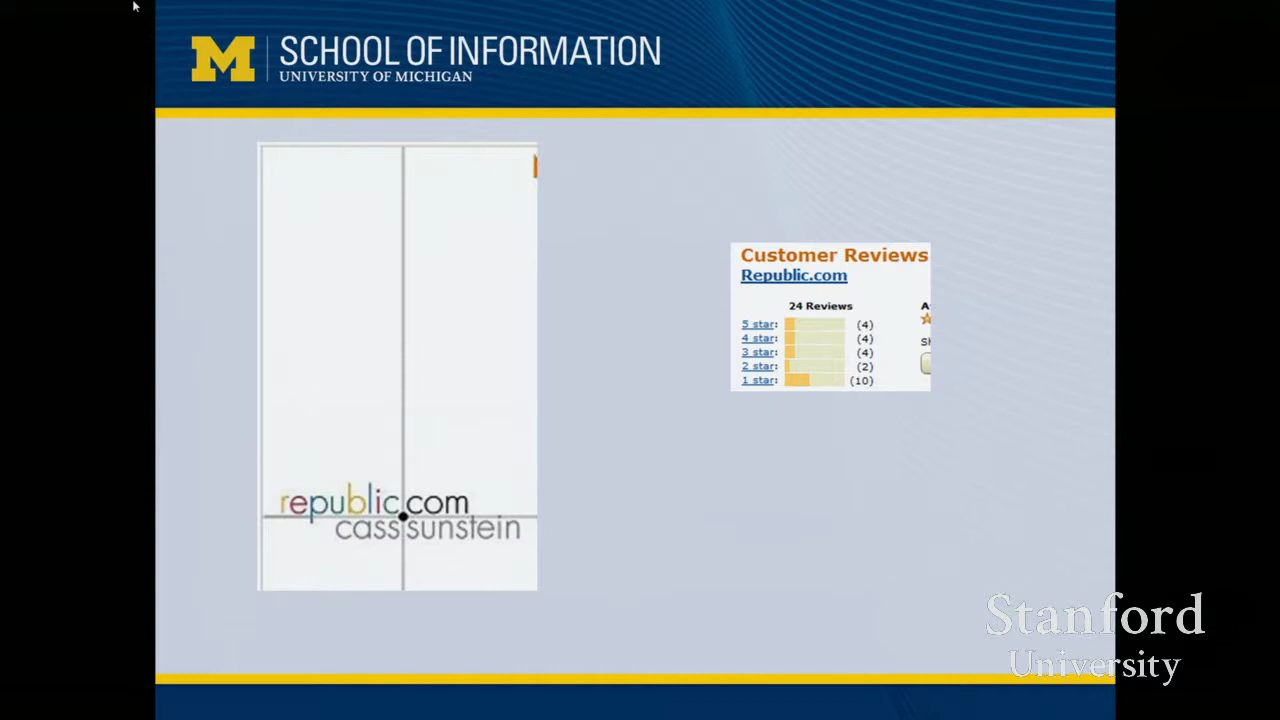 M SCHOOL OF INFORMATION
UNIVERSITY OF MICHIGAN
republic.com
cass sunstein
Customer Reviews
Republic.com
24 Reviews
5 star: (4)
4 star: (4)
3 star: (4)
2 star: (2)
1 star: (10)
Stanford
University